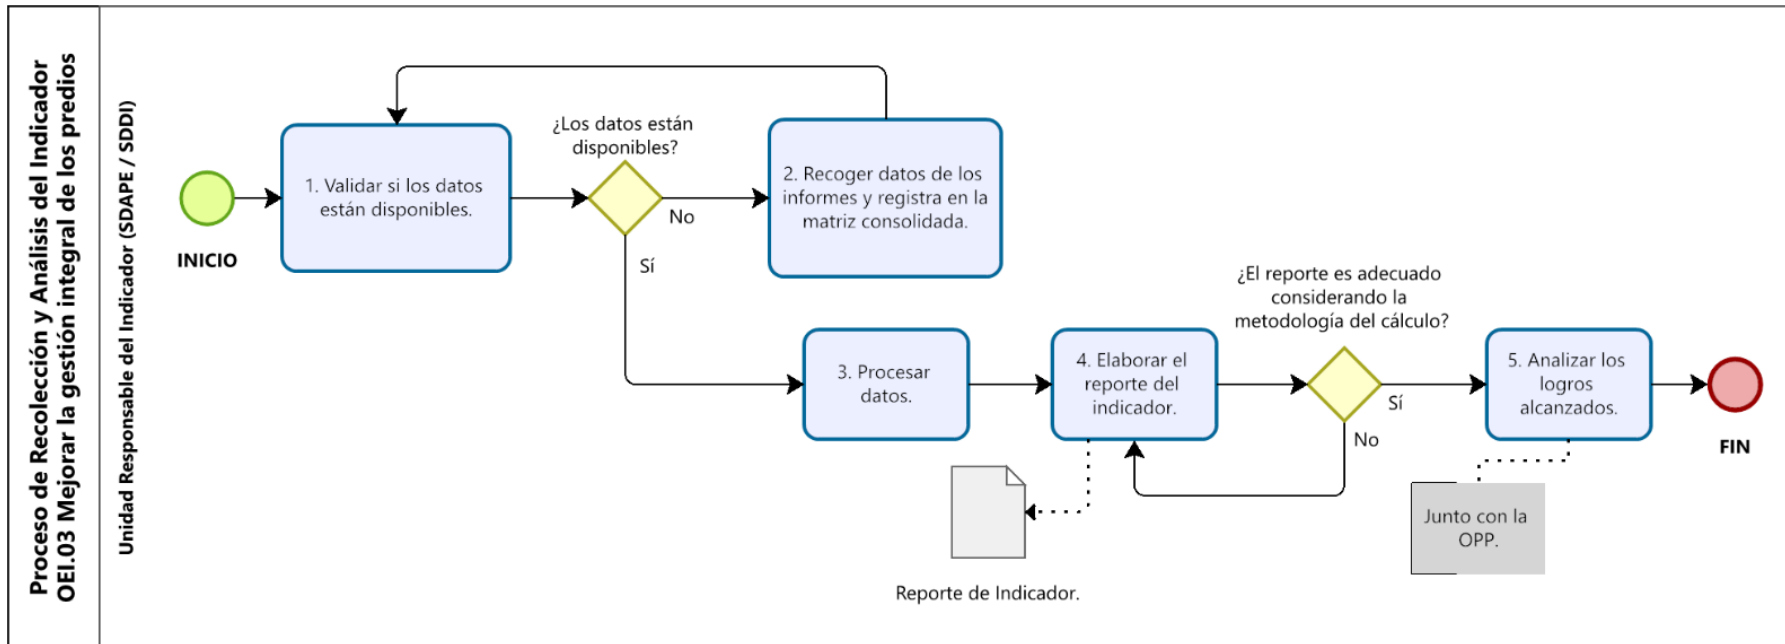 Proceso de Recolección y Análisis del Indicador
OEI.03 Mejorar la gestión integral de los predios
Unidad Responsable del Indicador (SDAPE / SDDI)
INICIO
1. Validar si los datos
están disponibles.
¿Los datos están
disponibles?
No
Sí
2. Recoger datos de los
informes y registra en la
matriz consolidada.
3. Procesar
datos.
4. Elaborar el
reporte del
indicador.
Reporte de Indicador.
¿El reporte es adecuado
considerando la
metodología del cálculo?
Sí
No
5. Analizar los
logros
alcanzados.
Junto con la
OPP.
FIN